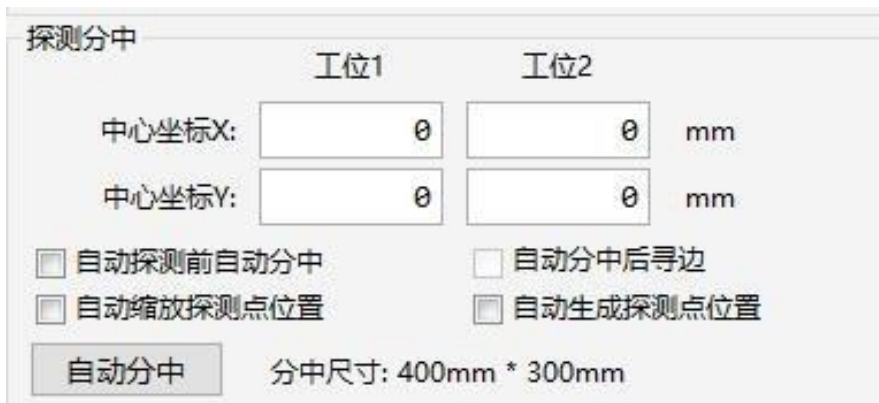 探测分中
工位1 工位2
中心坐标X: 0 0 mm
中心坐标Y: 0 0 mm
自动探测前自动分中 自动分中后寻边
自动缩放探测点位置 自动生成探测点位置
自动分中 分中尺寸: 400mm * 300mm